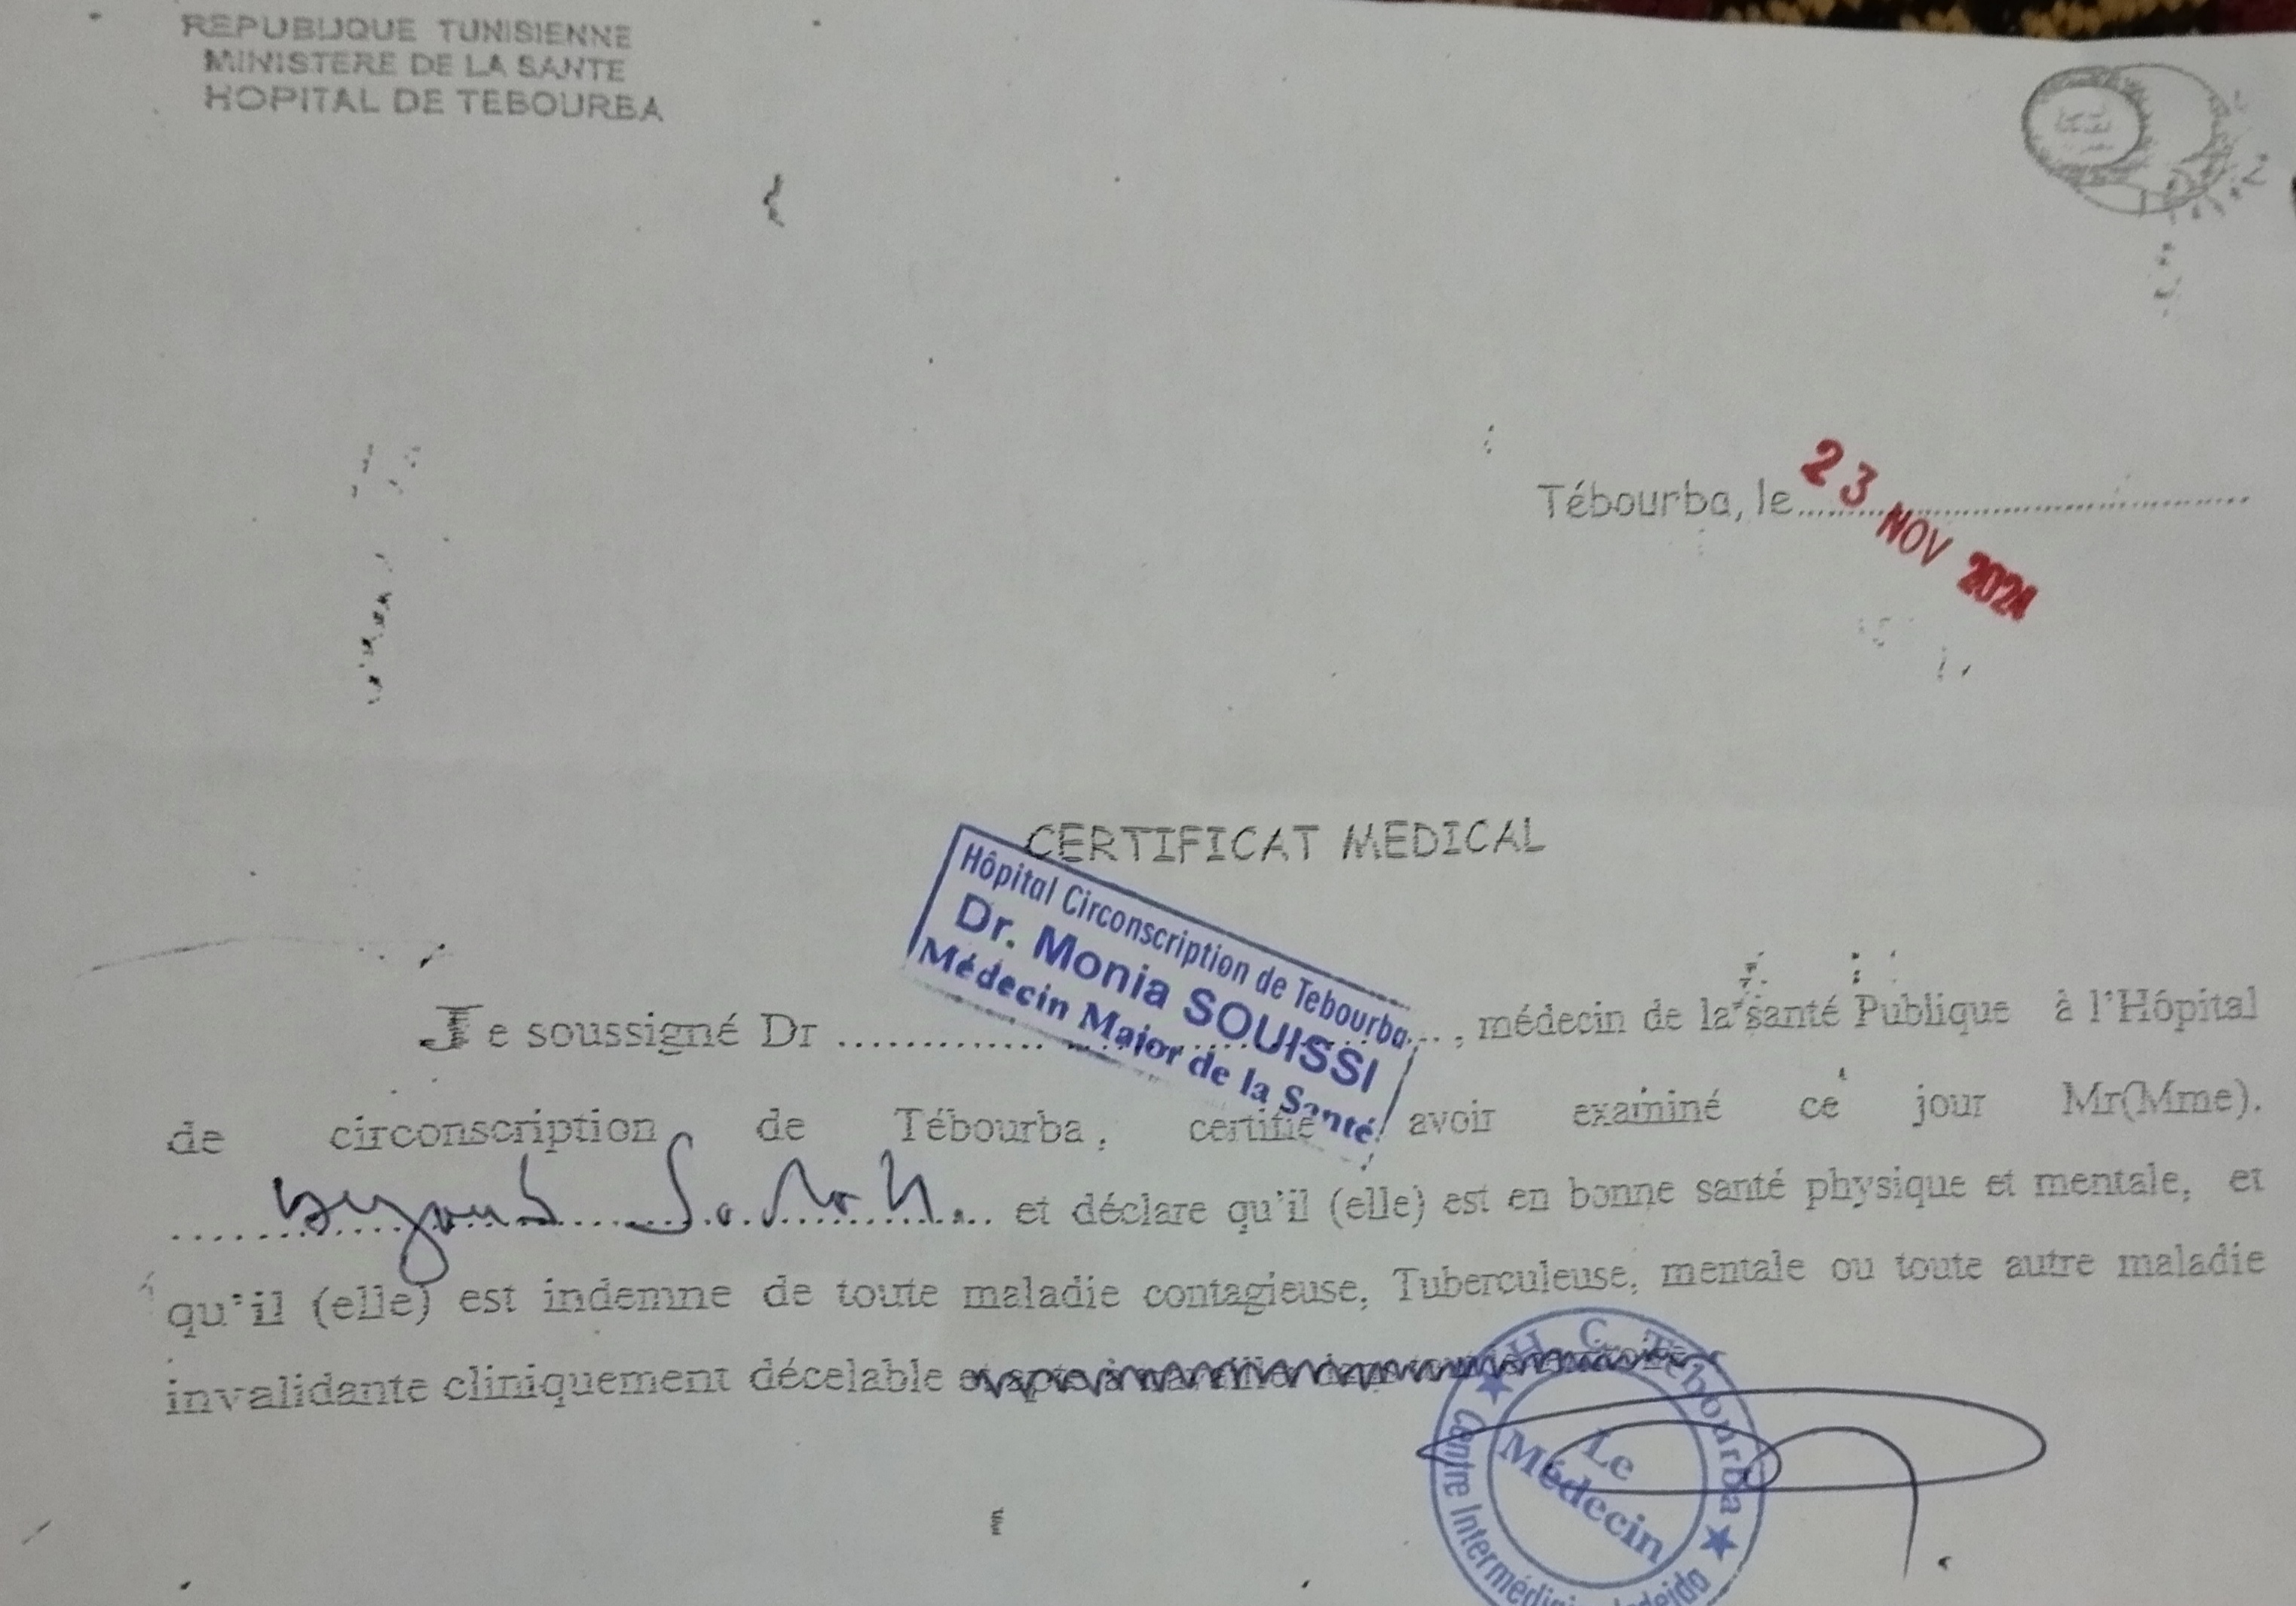 REPUBLIQUE TUNISIENNE
MINISTERE DE LA SANTE
HOPITAL DE TEBOURBA
Tébourba, le
23 NOV 2024
CERTIFICAT MEDICAL
Hôpital Circonscription de Tebourba
Dr. Monia SOUISSI
Médecin Major de la Santé
Je soussigné Dr ..............., médecin de la santé Publique à l'Hôpital
de circonscription de Tébourba, certifie avoir examiné ce jour Mr(Mme).
et déclare qu'il (elle) est en bonne santé physique et mentale, et
qu'il (elle) est indemne de toute maladie contagieuse, Tuberculeuse, mentale ou toute autre maladie
invalidante cliniquement décelable
H. C. Tébourba
Le
Médecin
Centre